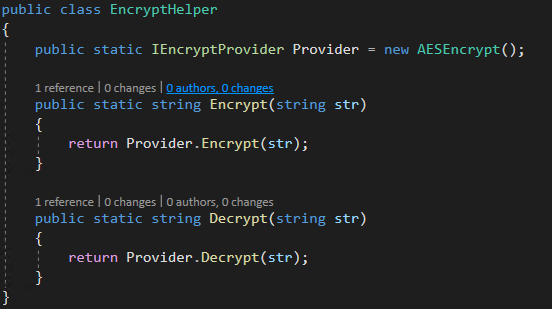 public class EncryptHelper
{
public static IEncryptProvider Provider = new AESEncrypt();
1 reference | 0 changes | 0 authors, 0 changes
public static string Encrypt(string str)
{
return Provider.Encrypt(str);
}
1 reference | 0 changes | 0 authors, 0 changes
public static string Decrypt(string str)
{
return Provider.Decrypt(str);
}
}